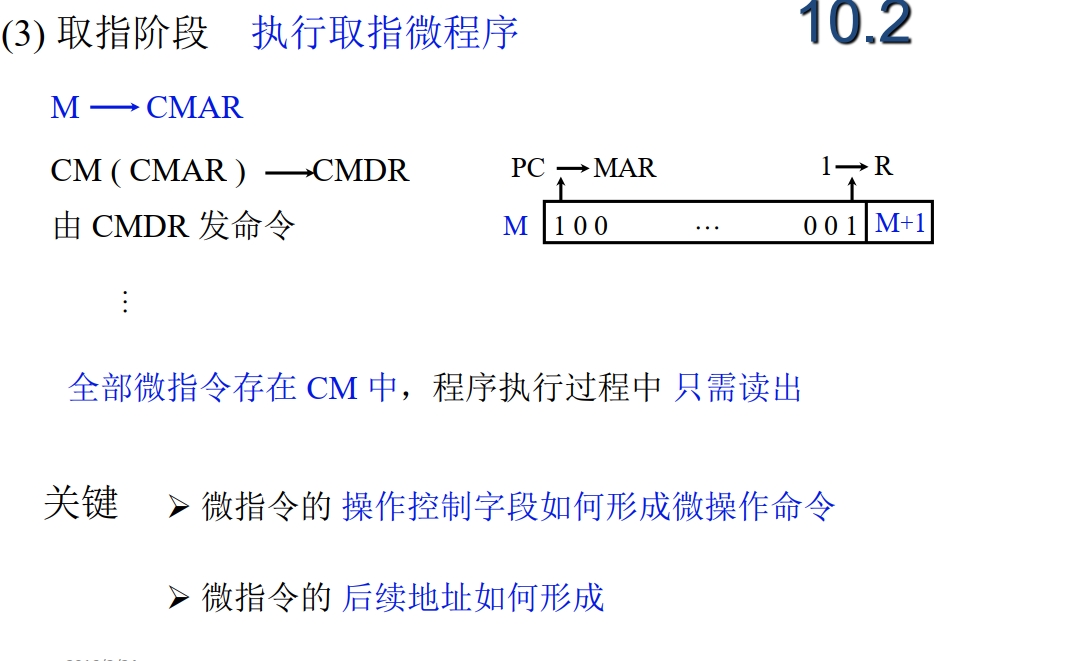 (3) 取指阶段 执行取指微程序
10.2
M → CMAR
CM ( CMAR ) → CMDR
PC → MAR
1 → R
由 CMDR 发命令
M 1 0 0 … 0 0 1 M+1
⋮
全部微指令存在 CM 中，程序执行过程中 只需读出
关键
➢ 微指令的 操作控制字段如何形成微操作命令
➢ 微指令的 后续地址如何形成